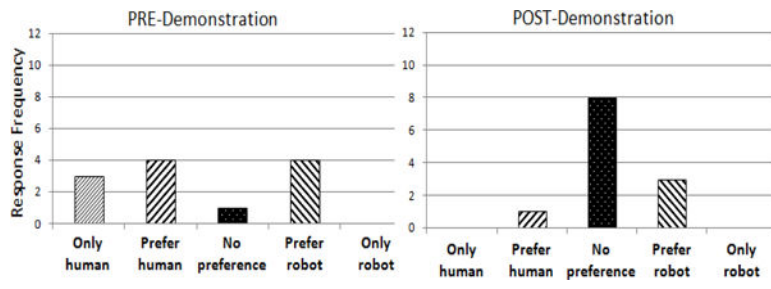 PRE-Demonstration
Response Frequency
12
10
8
6
4
2
0
Only human
Prefer human
No preference
Prefer robot
Only robot
POST-Demonstration
12
10
8
6
4
2
0
Only human
Prefer human
No preference
Prefer robot
Only robot